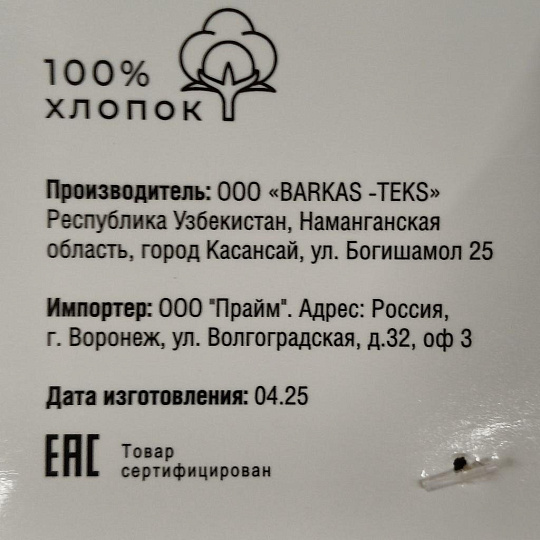 100%
ХЛОПОК
Производитель: ООО «BARKAS -TEKS»
Республика Узбекистан, Наманганская
область, город Касансай, ул. Богишамол 25
Импортер: ООО "Прайм". Адрес: Россия,
г. Воронеж, ул. Волгоградская, д.32, оф 3
Дата изготовления: 04.25
ЕАС Товар
сертифицирован